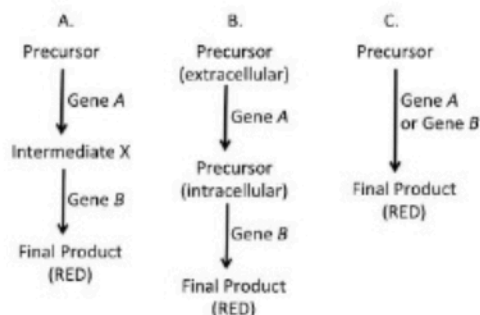 A.
Precursor
Gene A
Intermediate X
Gene B
Final Product
(RED)
B.
Precursor
(extracellular)
Gene A
Precursor
(intracellular)
Gene B
Final Product
(RED)
C.
Precursor
Gene A
or Gene B
Final Product
(RED)